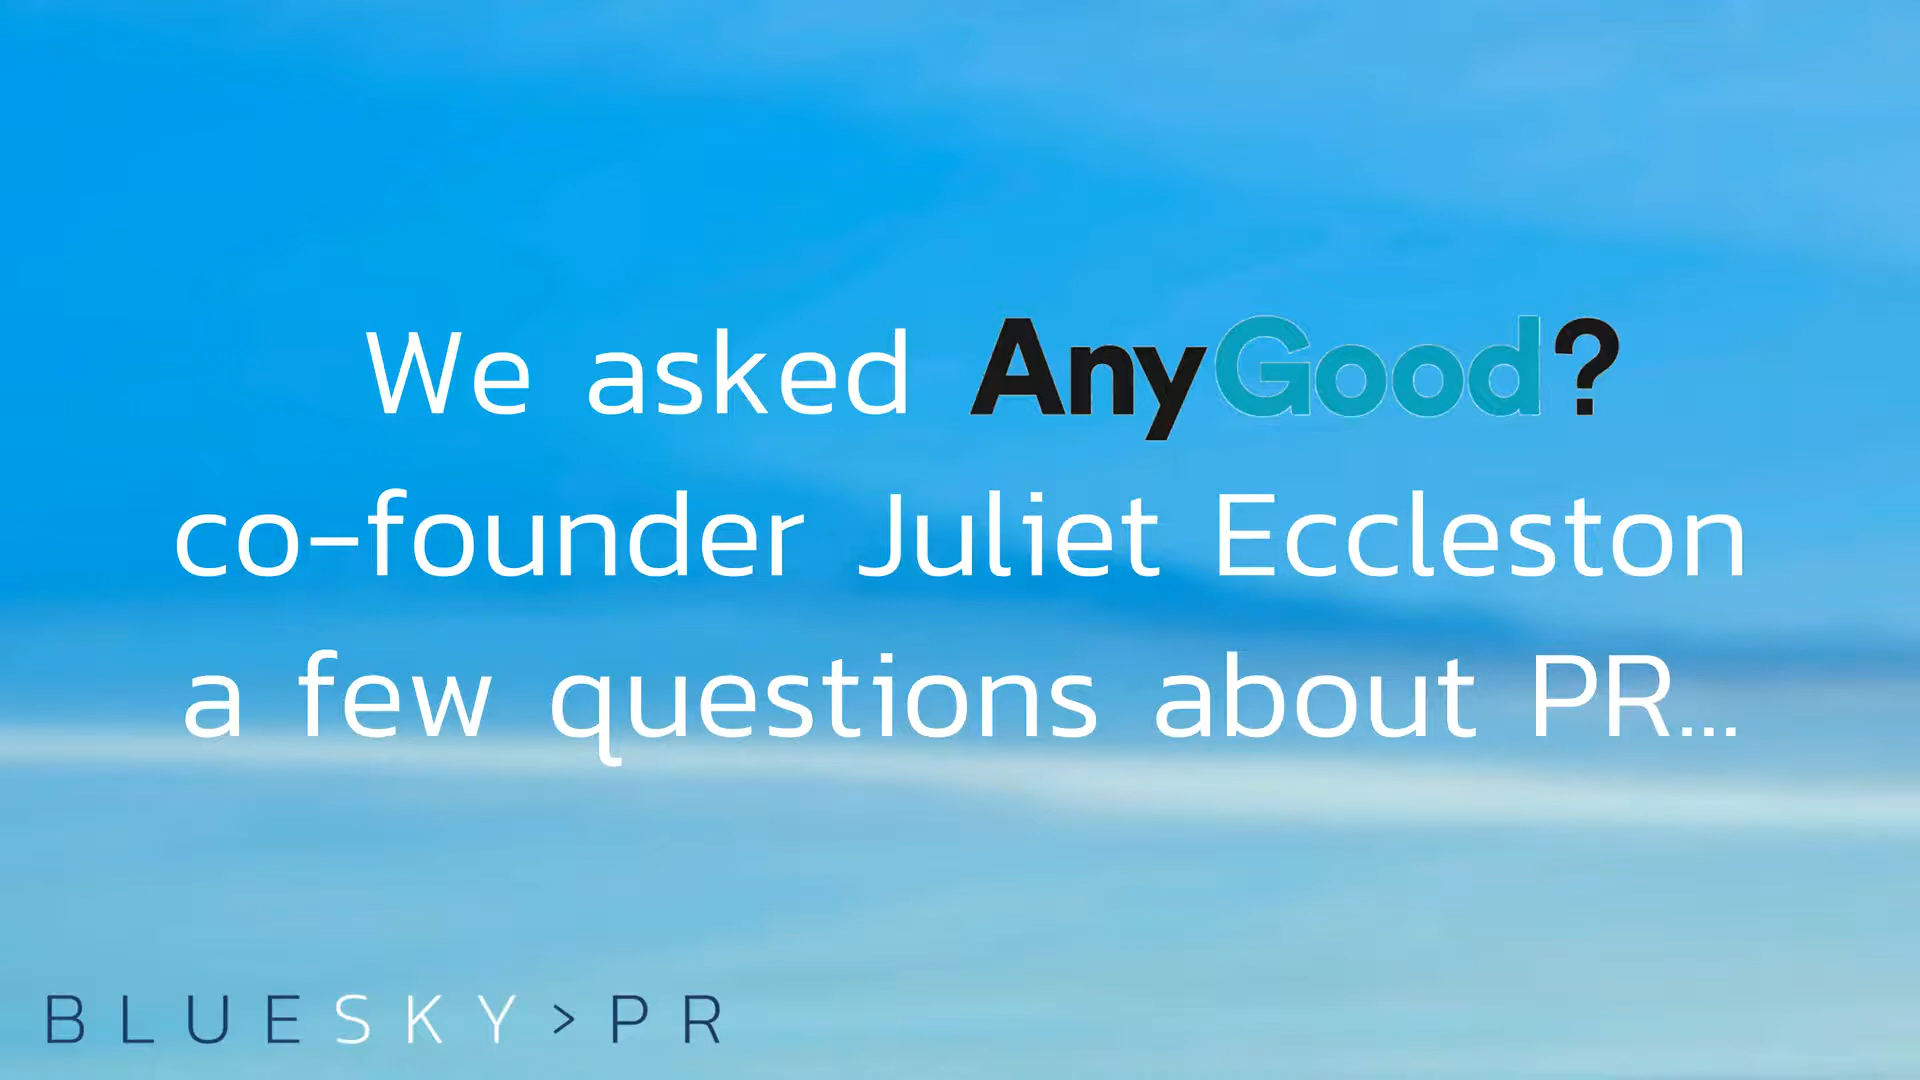 We asked AnyGood?
co-founder Juliet Eccleston
a few questions about PR...
BLUESKY>PR